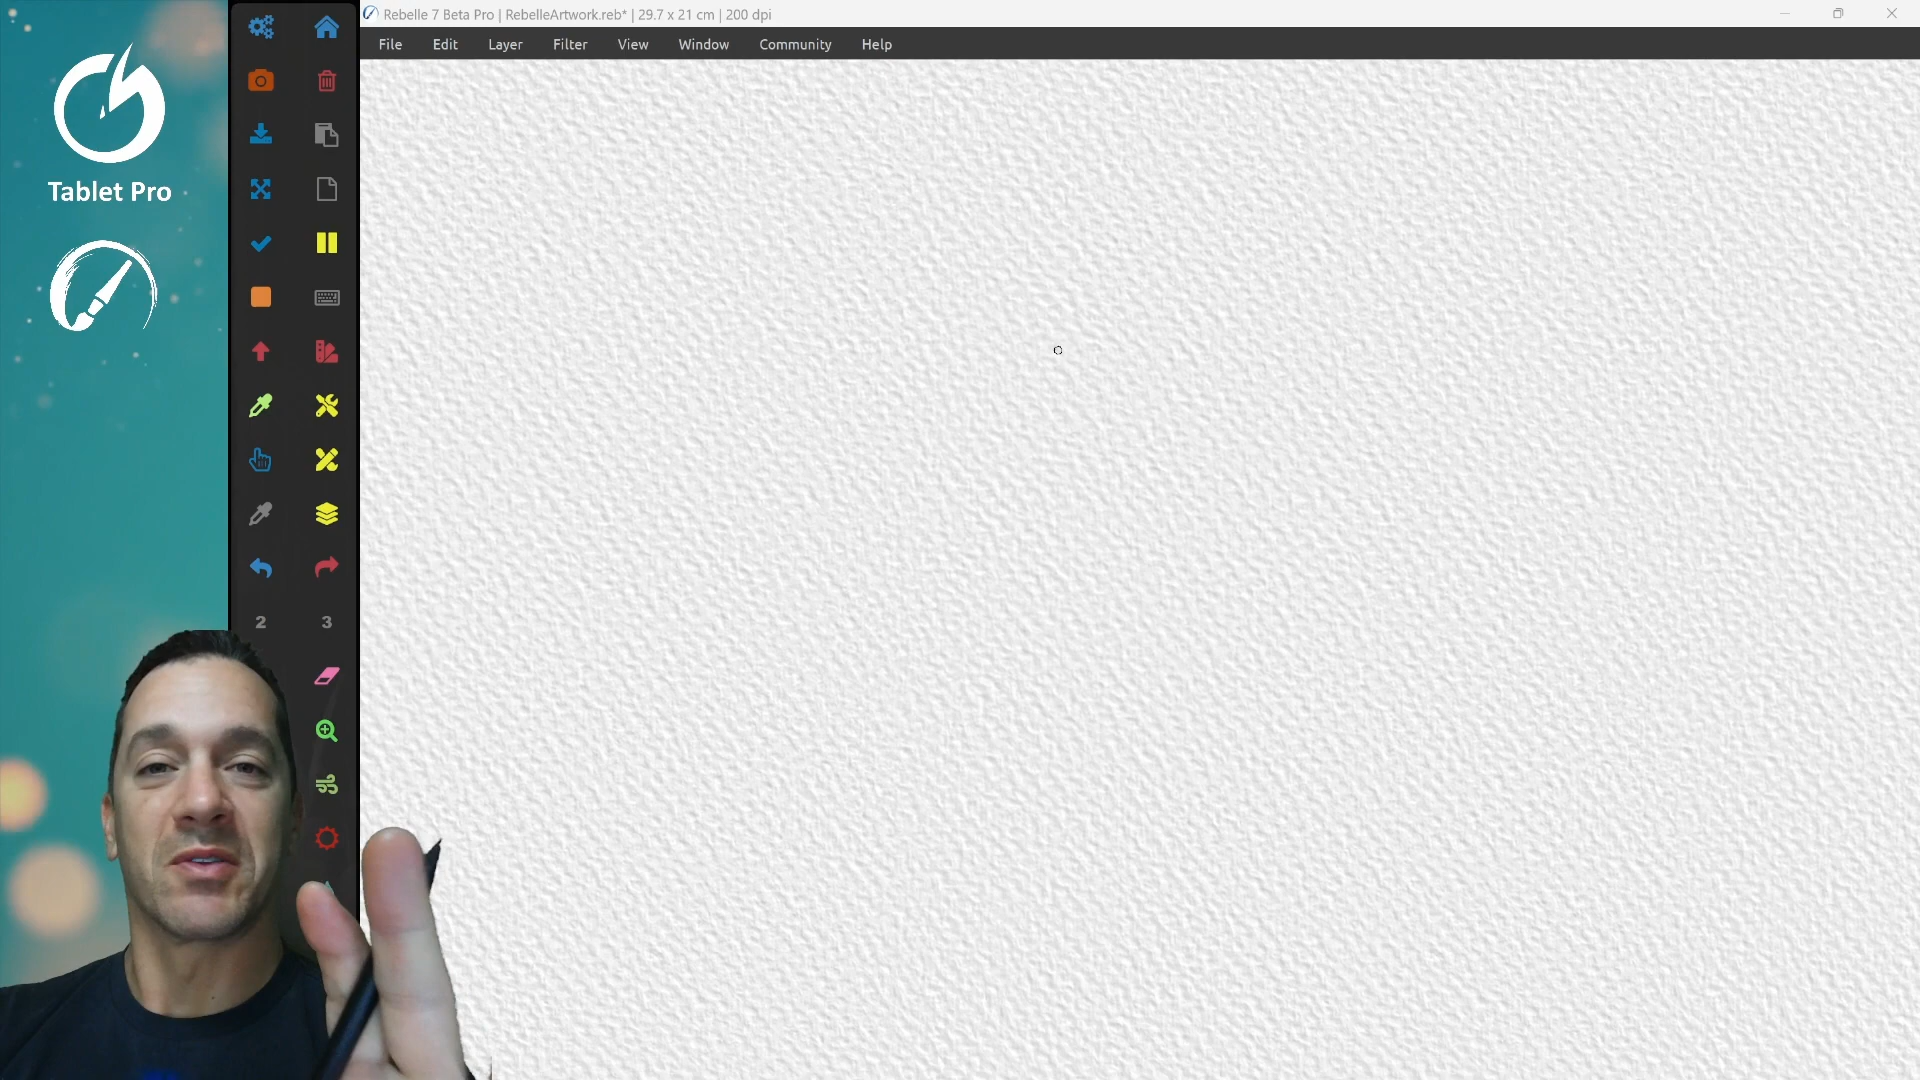 Rebelle 7 Beta Pro | RebelleArtwork.reb* | 29.7 x 21 cm | 200 dpi
File Edit Layer Filter View Window Community Help
Tablet Pro
2 3